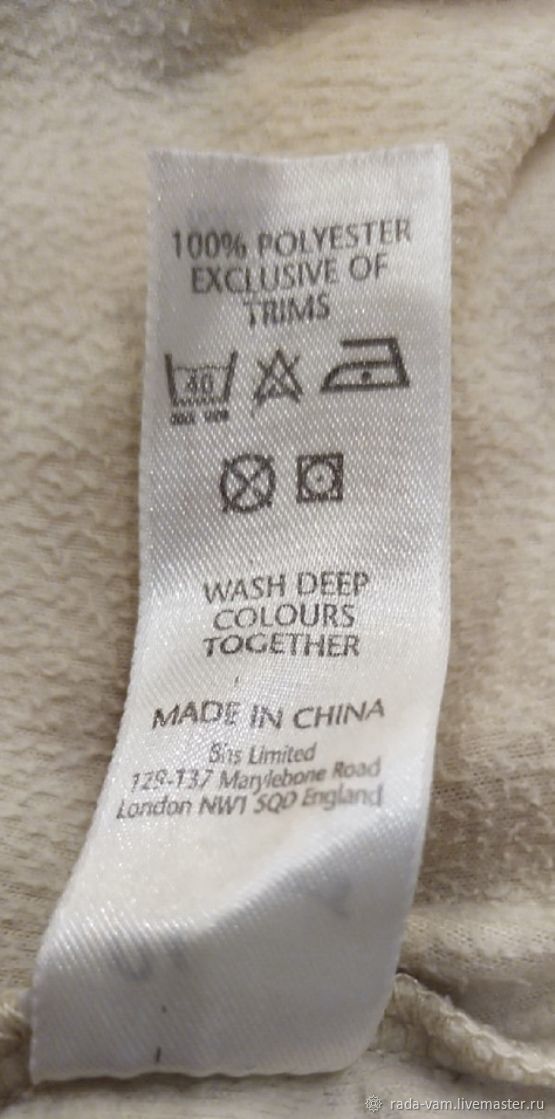 100% POLYESTER
EXCLUSIVE OF
TRIMS
40
WASH DEEP
COLOURS
TOGETHER
MADE IN CHINA
Bhs Limited
129-137 Marylebone Road
London NW1 5QD England
rada-vam.livemaster.ru